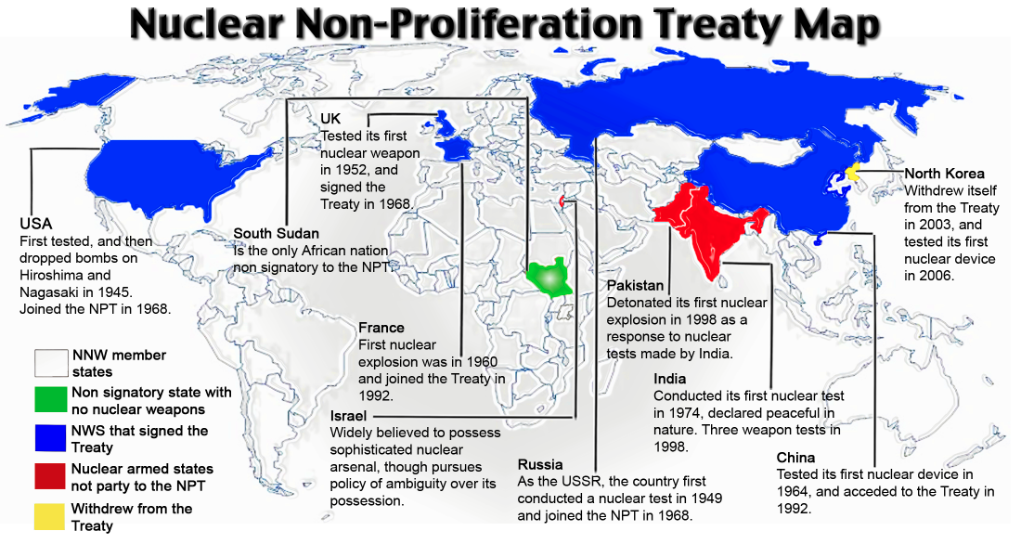 Nuclear Non-Proliferation Treaty Map
UK
Tested its first
nuclear weapon
in 1952, and
signed the
Treaty in 1968.
North Korea
Withdrew itself
from the Treaty
in 2003, and
tested its first
nuclear device
in 2006.
USA
First tested, and then
dropped bombs on
Hiroshima and
Nagasaki in 1945.
Joined the NPT in 1968.
South Sudan
Is the only African nation
non signatory to the NPT.
Pakistan
Detonated its first nuclear
explosion in 1998 as a
response to nuclear
tests made by India.
France
First nuclear
explosion was in 1960
and joined the Treaty in
1992.
India
Conducted its first nuclear test
in 1974, declared peaceful in
nature. Three weapon tests in
1998.
Israel
Widely believed to possess
sophisticated nuclear
arsenal, though pursues
policy of ambiguity over its
possession.
Russia
As the USSR, the country first
conducted a nuclear test in 1949
and joined the NPT in 1968.
China
Tested its first nuclear device in
1964, and acceded to the Treaty in
1992.
NNW member
states
Non signatory state with
no nuclear weapons
NWS that signed the
Treaty
Nuclear armed states
not party to the NPT
Withdrew from the
Treaty